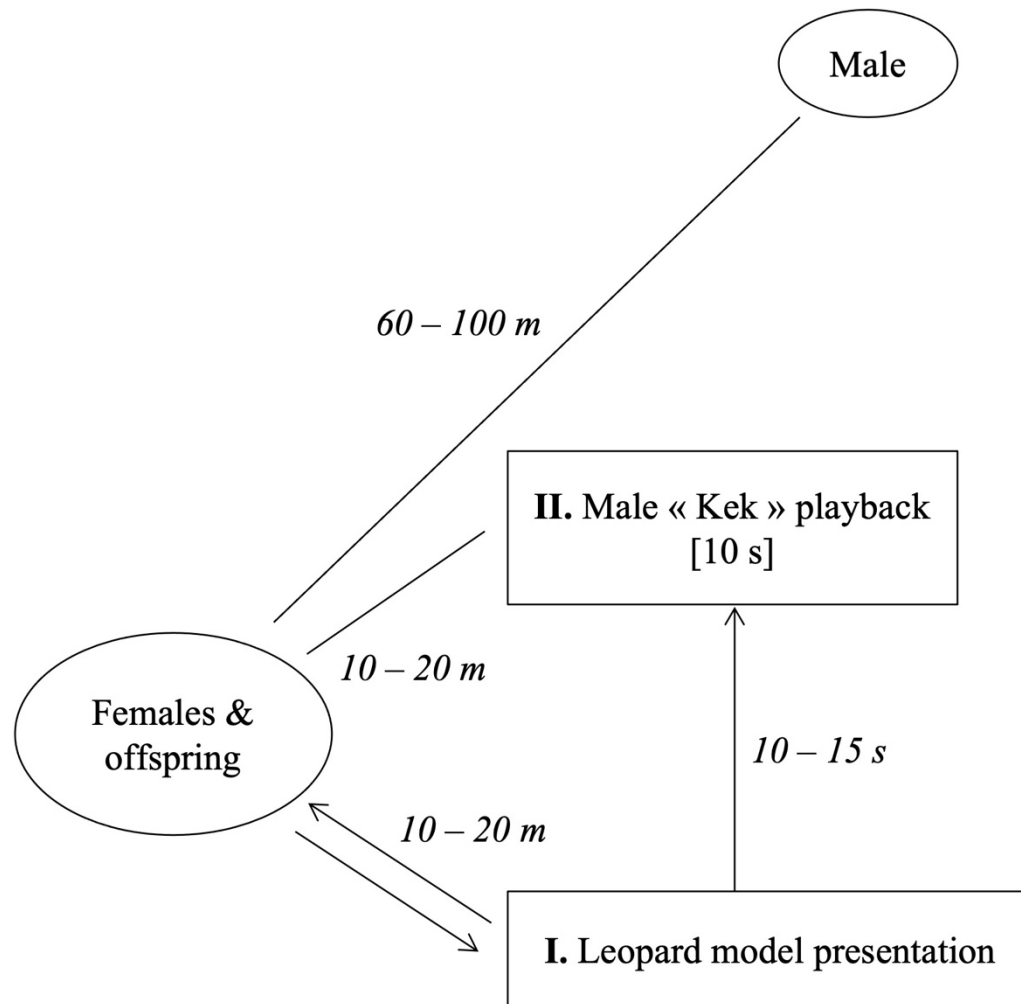 Male
60 – 100 m
II. Male « Kek » playback
[10 s]
10 – 20 m
Females &
offspring
10 – 15 s
10 – 20 m
I. Leopard model presentation